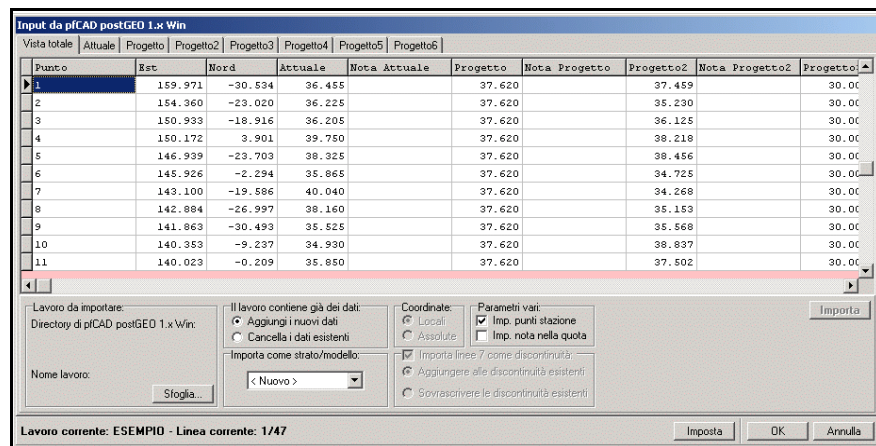 Input da pfCAD postGEO 1.x Win
Vista totale Attuale Progetto Progetto2 Progetto3 Progetto4 Progetto5 Progetto6
Punto Est Nord Attuale Nota Attuale Progetto Nota Progetto Progetto2 Nota Progetto2 Progetto
1 159.971 -30.534 36.455 37.620 37.459 30.00
2 154.360 -23.020 36.225 37.620 35.230 30.00
3 150.933 -18.916 36.205 37.620 36.125 30.00
4 150.172 3.901 39.750 37.620 38.218 30.00
5 146.939 -23.703 38.325 37.620 38.456 30.00
6 145.926 -2.294 35.865 37.620 34.725 30.00
7 143.100 -19.586 40.040 37.620 34.268 30.00
8 142.884 -26.997 38.160 37.620 35.153 30.00
9 141.863 -30.493 35.525 37.620 35.568 30.00
10 140.353 -9.237 34.930 37.620 38.837 30.00
11 140.023 -0.209 35.850 37.620 37.502 30.00
Lavoro da importare:
Directory di pfCAD postGEO 1.x Win:
Nome lavoro:
Sfoglia...
Il lavoro contiene già dei dati:
Aggiungi i nuovi dati
Cancella i dati esistenti
Importa come strato/modello:
< Nuovo >
Coordinate:
Locali
Assolute
Parametri vari:
Imp. punti stazione
Imp. nota nella quota
Importa linee 7 come discontinuità:
Aggiungere alle discontinuità esistenti
Sovrascrivere le discontinuità esistenti
Importa
Lavoro corrente: ESEMPIO - Linea corrente: 1/47
Imposta OK Annulla